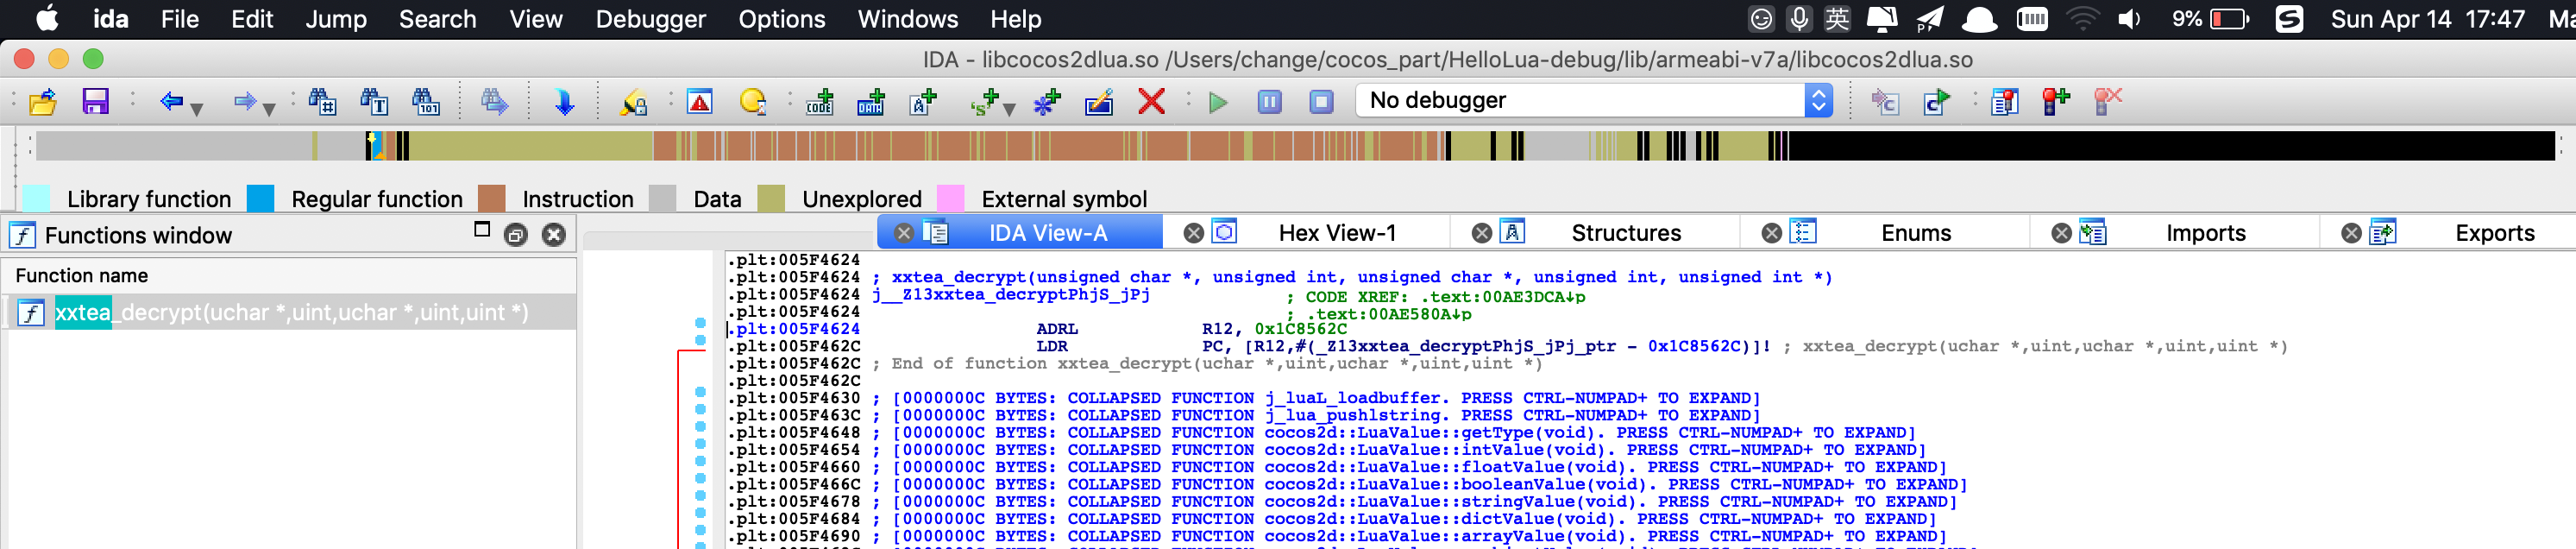 ida File Edit Jump Search View Debugger Options Windows Help 英 9% Sun Apr 14 17:47
IDA - libcocos2dlua.so /Users/change/cocos_part/HelloLua-debug/lib/armeabi-v7a/libcocos2dlua.so
No debugger
Library function Regular function Instruction Data Unexplored External symbol
Functions window
IDA View-A Hex View-1 Structures Enums Imports Exports
Function name
xxtea_decrypt(uchar *,uint,uchar *,uint,uint *)
.plt:005F4624
.plt:005F4624 ; xxtea_decrypt(unsigned char *, unsigned int, unsigned char *, unsigned int, unsigned int *)
.plt:005F4624 j__Z13xxtea_decryptPhjS_jPj ; CODE XREF: .text:00AE3DCA↓p
.plt:005F4624 ; .text:00AE580A↓p
.plt:005F4624 ADRL R12, 0x1C8562C
.plt:005F462C LDR PC, [R12,#(_Z13xxtea_decryptPhjS_jPj_ptr - 0x1C8562C)]! ; xxtea_decrypt(uchar *,uint,uchar *,uint,uint *)
.plt:005F462C ; End of function xxtea_decrypt(uchar *,uint,uchar *,uint,uint *)
.plt:005F462C
.plt:005F4630 ; [0000000C BYTES: COLLAPSED FUNCTION j_luaL_loadbuffer. PRESS CTRL-NUMPAD+ TO EXPAND]
.plt:005F463C ; [0000000C BYTES: COLLAPSED FUNCTION j_lua_pushlstring. PRESS CTRL-NUMPAD+ TO EXPAND]
.plt:005F4648 ; [0000000C BYTES: COLLAPSED FUNCTION cocos2d::LuaValue::getType(void). PRESS CTRL-NUMPAD+ TO EXPAND]
.plt:005F4654 ; [0000000C BYTES: COLLAPSED FUNCTION cocos2d::LuaValue::intValue(void). PRESS CTRL-NUMPAD+ TO EXPAND]
.plt:005F4660 ; [0000000C BYTES: COLLAPSED FUNCTION cocos2d::LuaValue::floatValue(void). PRESS CTRL-NUMPAD+ TO EXPAND]
.plt:005F466C ; [0000000C BYTES: COLLAPSED FUNCTION cocos2d::LuaValue::booleanValue(void). PRESS CTRL-NUMPAD+ TO EXPAND]
.plt:005F4678 ; [0000000C BYTES: COLLAPSED FUNCTION cocos2d::LuaValue::stringValue(void). PRESS CTRL-NUMPAD+ TO EXPAND]
.plt:005F4684 ; [0000000C BYTES: COLLAPSED FUNCTION cocos2d::LuaValue::dictValue(void). PRESS CTRL-NUMPAD+ TO EXPAND]
.plt:005F4690 ; [0000000C BYTES: COLLAPSED FUNCTION cocos2d::LuaValue::arrayValue(void). PRESS CTRL-NUMPAD+ TO EXPAND]